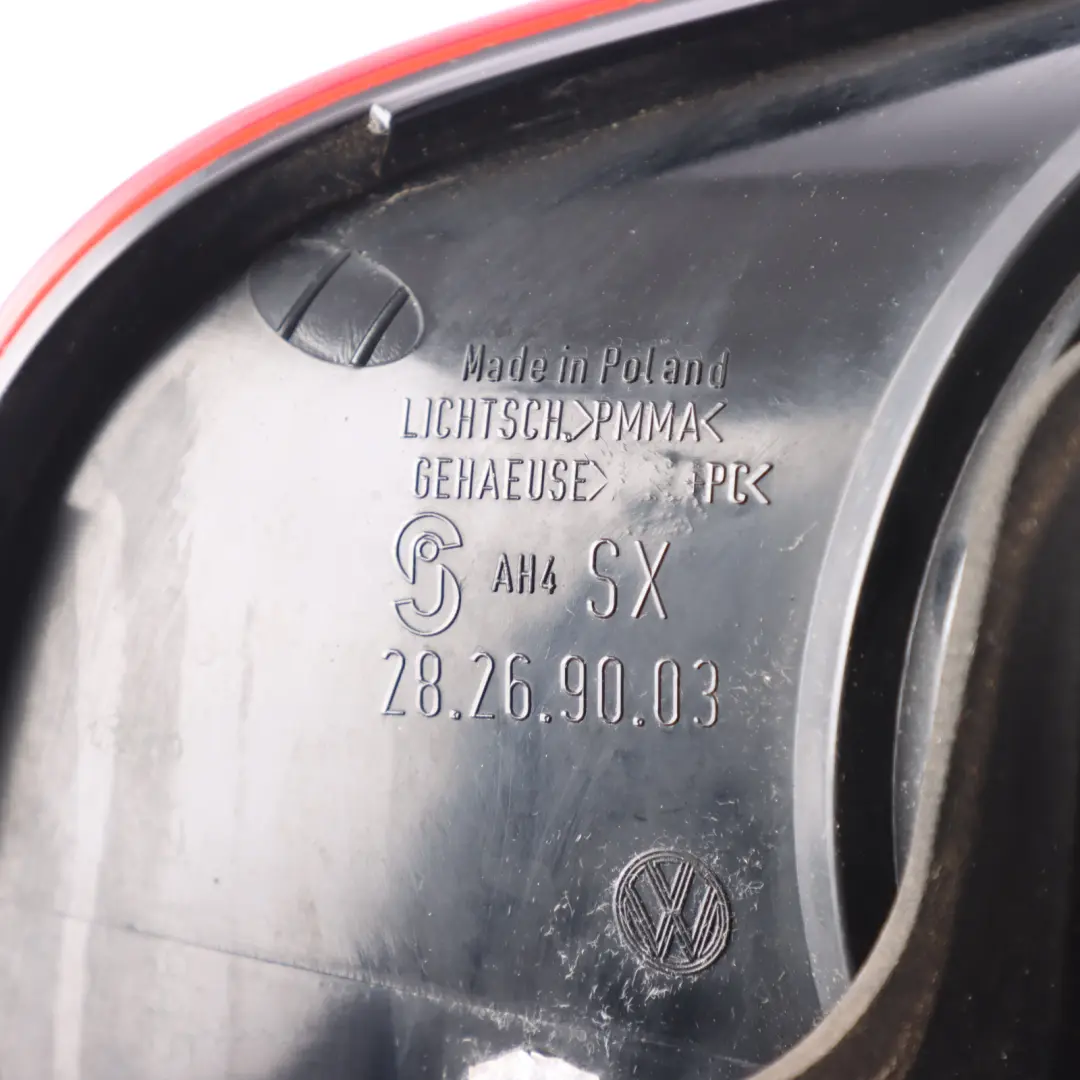 Made in Poland
LICHTSCH.>PMMA<
GEHAEUSE> +PC<
AH4 SX
28.26.90.03